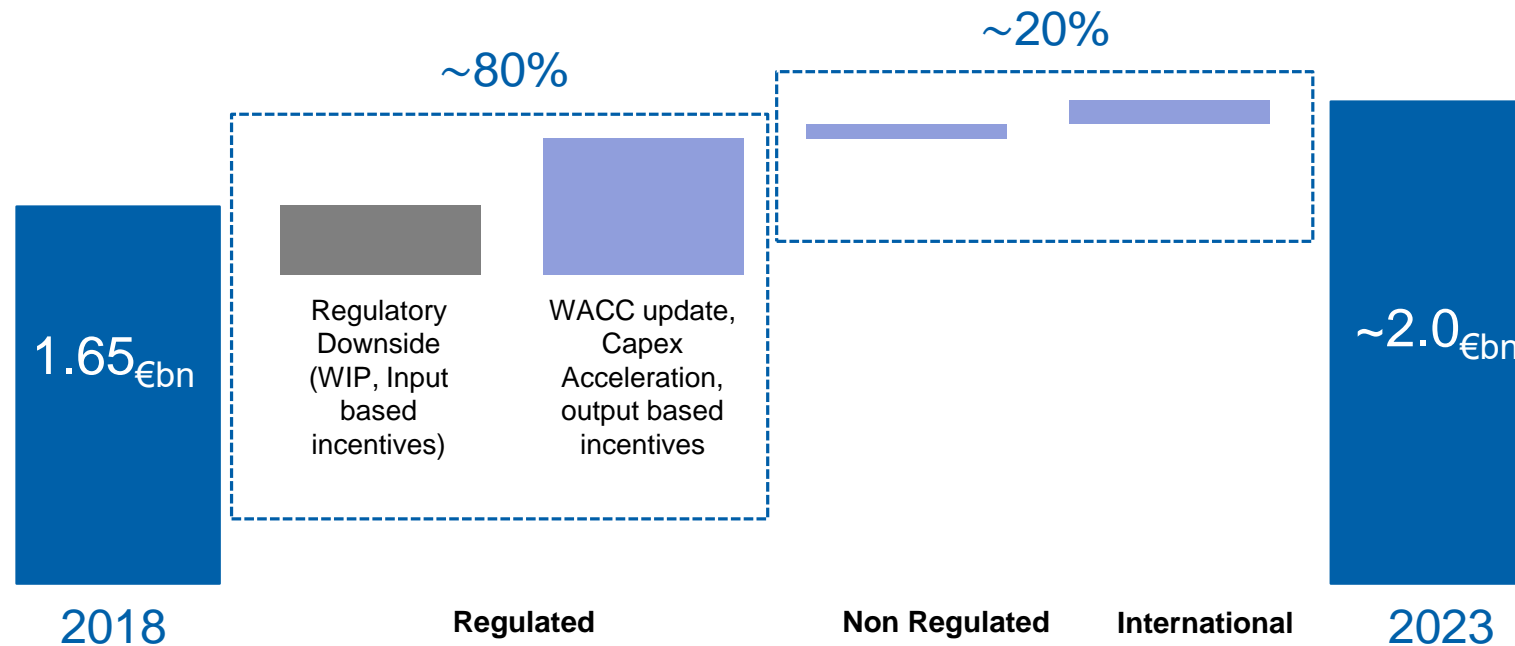 ~20%
~80%
Regulatory
Downside
(WIP, Input
based
incentives)
WACC update,
Capex
Acceleration,
output based
incentives
1.65€bn
~2.0€bn
2018
Regulated
Non Regulated
International
2023